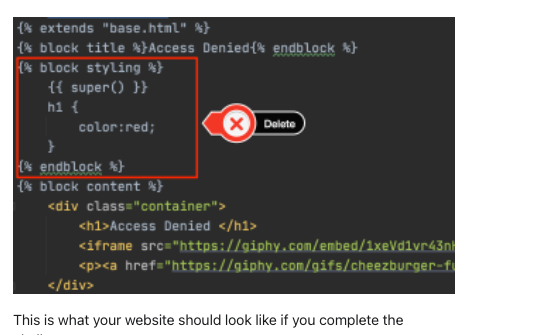 {% extends "base.html" %}
{% block title %}Access Denied{% endblock %}
{% block styling %}
{{ super() }}
h1 {
color:red;
}
Delete
{% endblock %}
{% block content %}
<div class="container">
<h1>Access Denied </h1>
<iframe src="https://giphy.com/embed/1xeVd1vr43n
<p><a href="https://giphy.com/gifs/cheezburger-fu
</div>
This is what your website should look like if you complete the